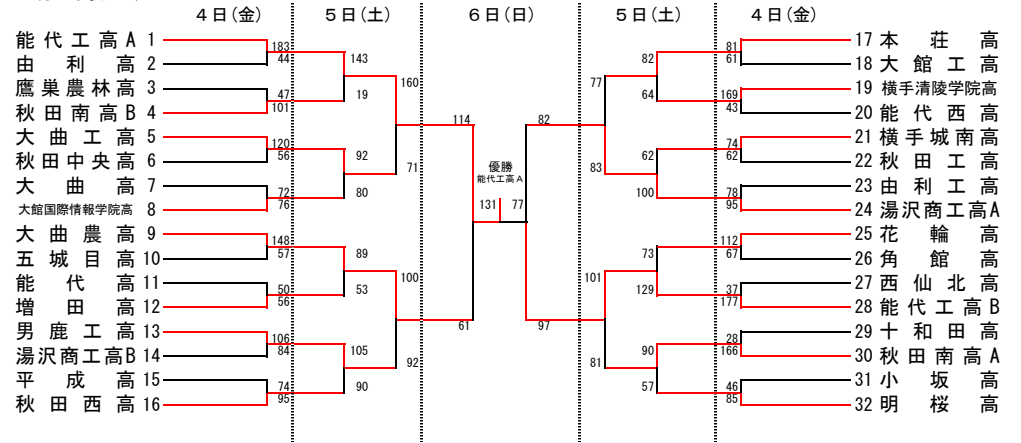 4日(金) 5日(土) 6日(日) 5日(土) 4日(金)
能代工高A 1
由利高 2
鷹巣農林高 3
秋田南高B 4
大曲工高 5
秋田中央高 6
大曲高 7
大館国際情報学院高 8
大曲農高 9
五城目高 10
能代高 11
増田高 12
男鹿工高 13
湯沢商工高B 14
平成高 15
秋田西高 16
183
44
47
101
120
56
72
76
148
57
50
56
106
84
74
95
143
19
92
80
89
53
105
90
160
71
100
92
114
61
優勝
能代工高A
131 77
82
97
77
83
101
81
82
64
62
100
73
129
90
57
81
61
169
43
74
62
78
95
112
67
37
177
28
166
46
85
17 本荘高
18 大館工高
19 横手清陵学院高
20 能代西高
21 横手城南高
22 秋田工高
23 由利工高
24 湯沢商工高A
25 花輪高
26 角館高
27 西仙北高
28 能代工高B
29 十和田高
30 秋田南高A
31 小坂高
32 明桜高